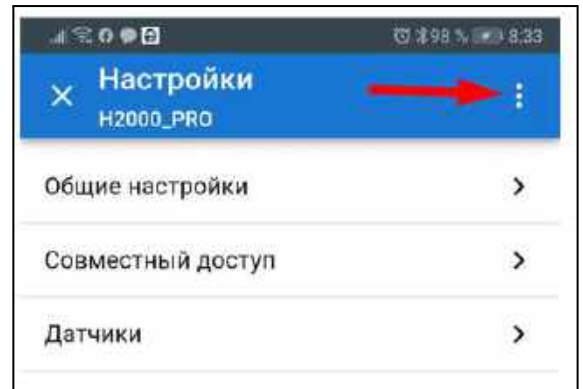 98 % 8:33
Настройки
H2000_PRO
Общие настройки
Совместный доступ
Датчики